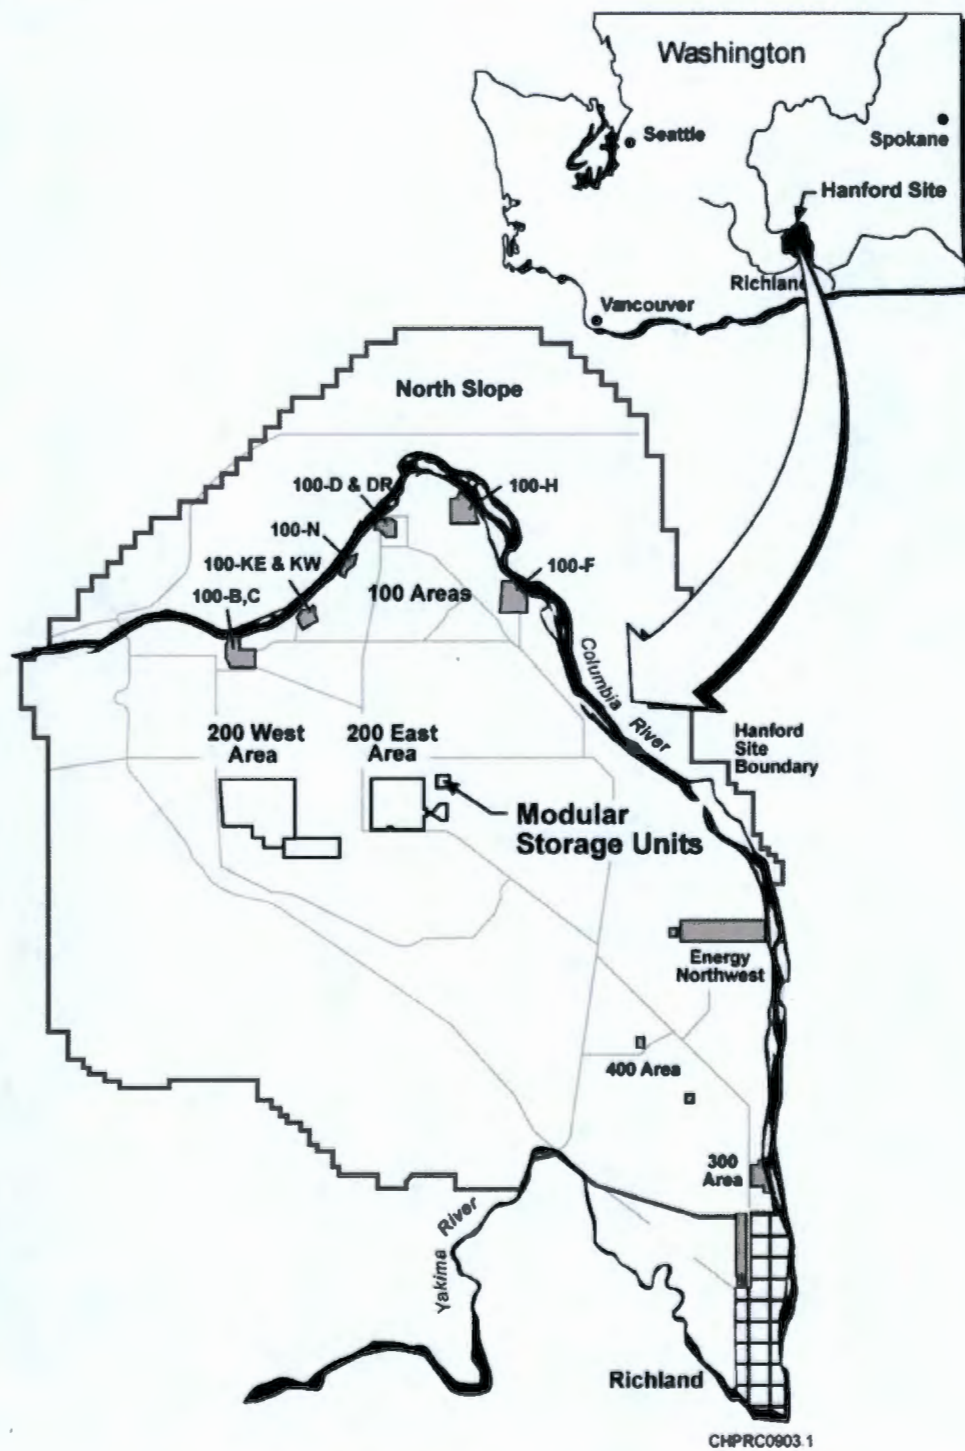 Washington
Seattle
Spokane
Hanford Site
Richland
Vancouver
North Slope
100-D & DR
100-H
100-N
100-KE & KW
100-F
100 Areas
100-B,C
Columbia River
200 West
Area
200 East
Area
Hanford
Site
Boundary
Modular
Storage Units
Energy
Northwest
400 Area
300
Area
Yakima River
Richland
CHPRC0903.1